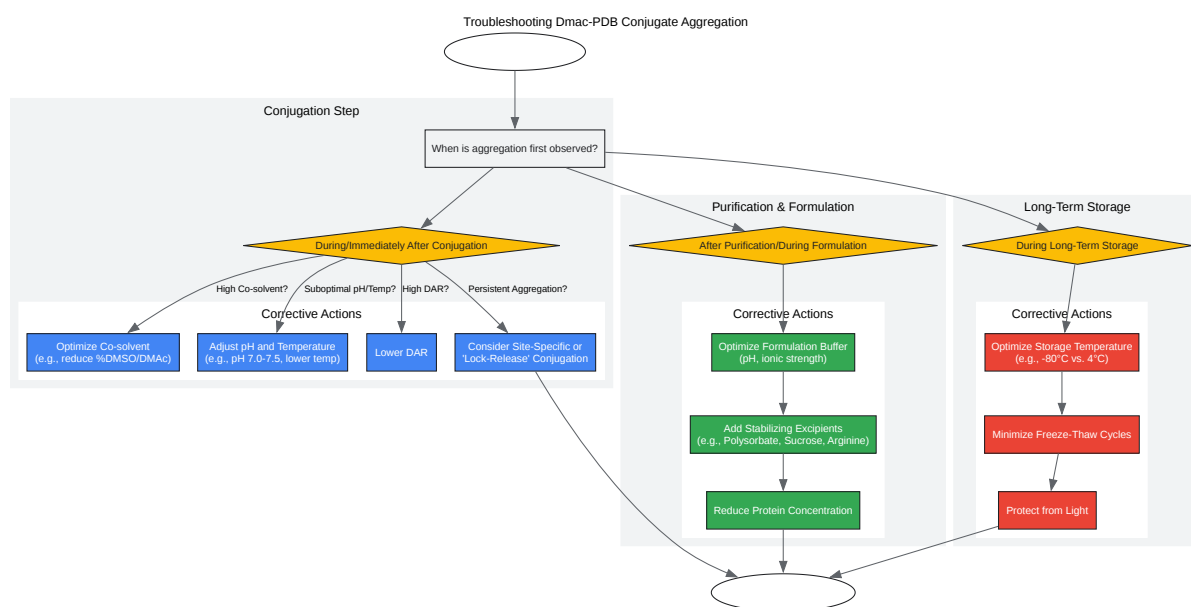 Troubleshooting Dmac-PDB Conjugate Aggregation
Conjugation Step
When is aggregation first observed?
Purification & Formulation
Long-Term Storage
During/Immediately After Conjugation
After Purification/During Formulation
During Long-Term Storage
High Co-solvent?
Suboptimal pH/Temp?
High DAR?
Persistent Aggregation?
Corrective Actions
Optimize Co-solvent
(e.g., reduce %DMSO/DMAc)
Adjust pH and Temperature
(e.g., pH 7.0-7.5, lower temp)
Lower DAR
Consider Site-Specific or
'Lock-Release' Conjugation
Corrective Actions
Optimize Formulation Buffer
(pH, ionic strength)
Add Stabilizing Excipients
(e.g., Polysorbate, Sucrose, Arginine)
Reduce Protein Concentration
Corrective Actions
Optimize Storage Temperature
(e.g., -80°C vs. 4°C)
Minimize Freeze-Thaw Cycles
Protect from Light